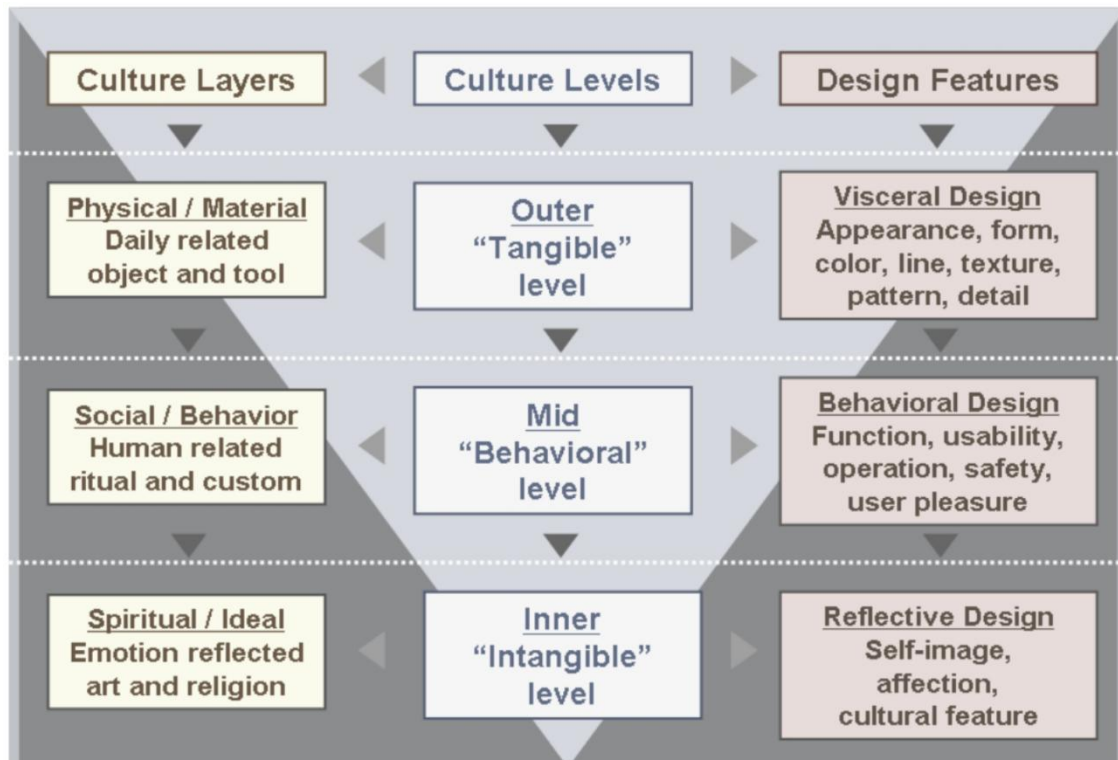 Culture Layers
Culture Levels
Design Features
Physical / Material
Daily related
object and tool
Outer
“Tangible”
level
Visceral Design
Appearance, form,
color, line, texture,
pattern, detail
Social / Behavior
Human related
ritual and custom
Mid
“Behavioral”
level
Behavioral Design
Function, usability,
operation, safety,
user pleasure
Spiritual / Ideal
Emotion reflected
art and religion
Inner
“Intangible”
level
Reflective Design
Self-image,
affection,
cultural feature